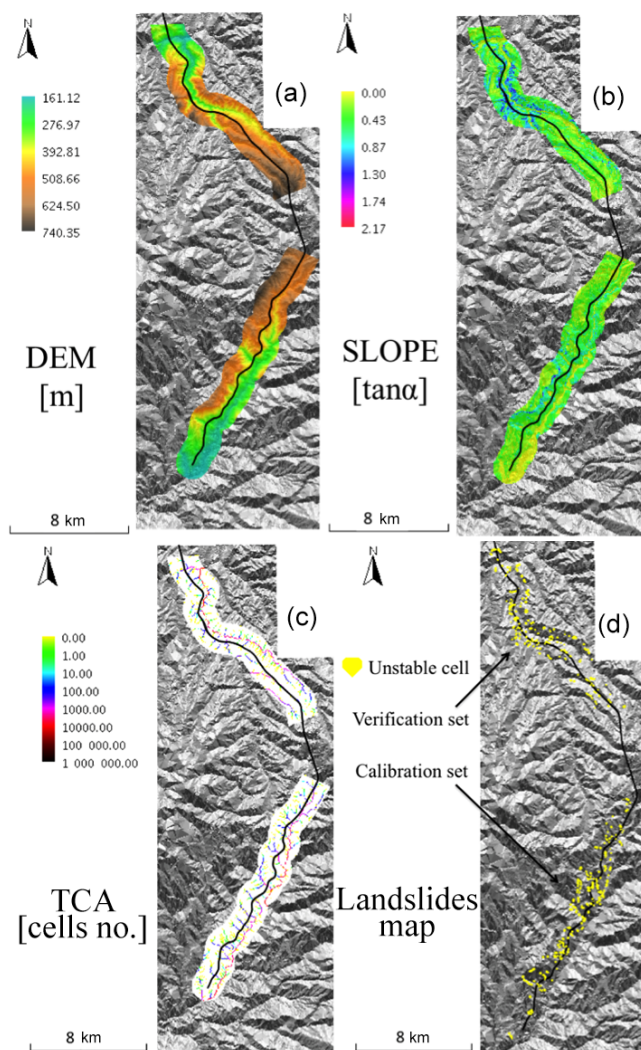 N
(a)
161.12
276.97
392.81
508.66
624.50
740.35
DEM
[m]
8 km
N
(b)
0.00
0.43
0.87
1.30
1.74
2.17
SLOPE
[tanα]
8 km
N
(c)
0.00
1.00
10.00
100.00
1000.00
10000.00
100 000.00
1 000 000.00
TCA
[cells no.]
8 km
N
(d)
Unstable cell
Verification set
Calibration set
Landslides
map
8 km